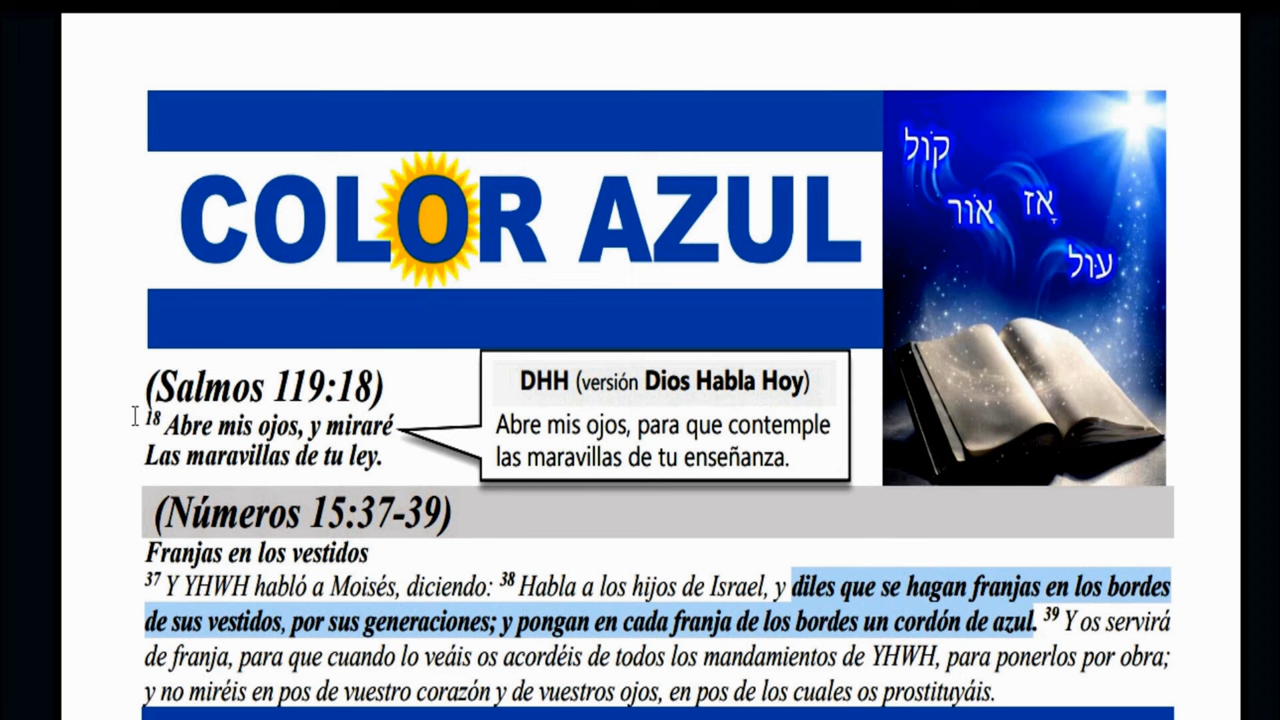 COLOR AZUL
קוֹל
אָז
אוֹר
עוּל
(Salmos 119:18)
18 Abre mis ojos, y miraré
Las maravillas de tu ley.
DHH (versión Dios Habla Hoy)
Abre mis ojos, para que contemple
las maravillas de tu enseñanza.
(Números 15:37-39)
Franjas en los vestidos
37 Y YHWH habló a Moisés, diciendo: 38 Habla a los hijos de Israel, y diles que se hagan franjas en los bordes
de sus vestidos, por sus generaciones; y pongan en cada franja de los bordes un cordón de azul. 39 Y os servirá
de franja, para que cuando lo veáis os acordéis de todos los mandamientos de YHWH, para ponerlos por obra;
y no miréis en pos de vuestro corazón y de vuestros ojos, en pos de los cuales os prostituyáis.